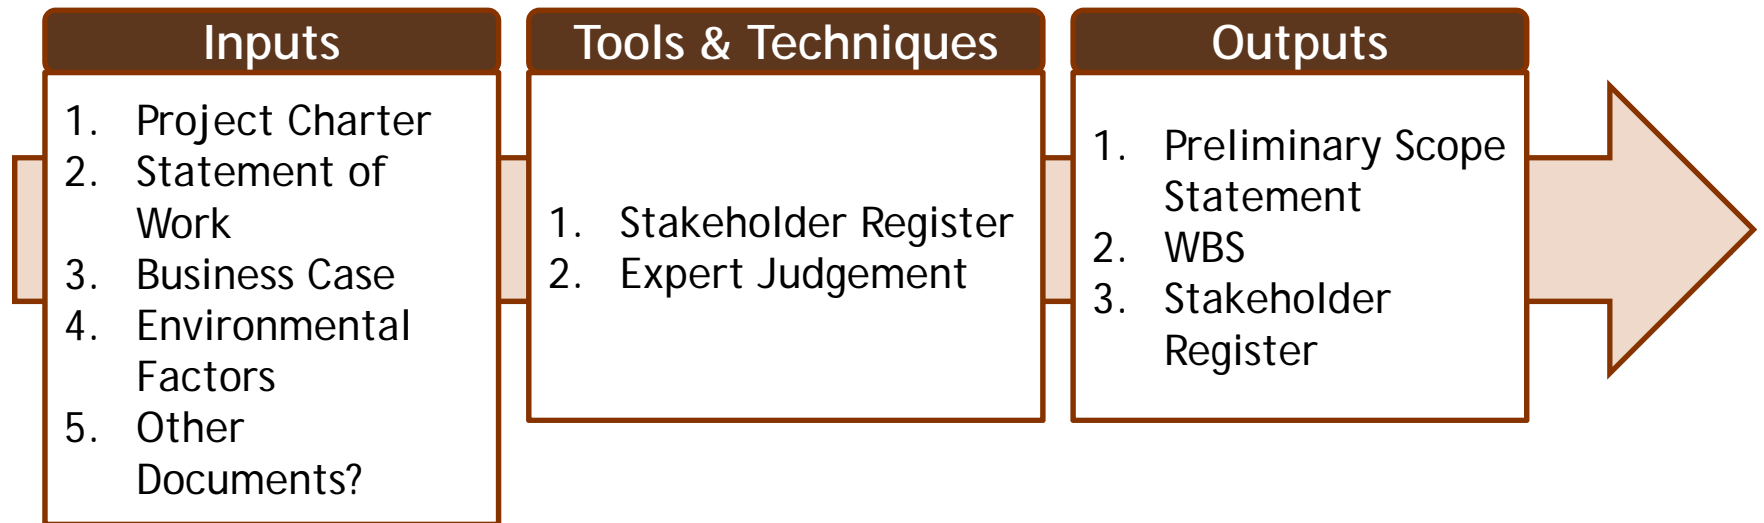 Inputs
1. Project Charter
2. Statement of
Work
3. Business Case
4. Environmental
Factors
5. Other
Documents?
Tools & Techniques
1. Stakeholder Register
2. Expert Judgement
Outputs
1. Preliminary Scope
Statement
2. WBS
3. Stakeholder
Register